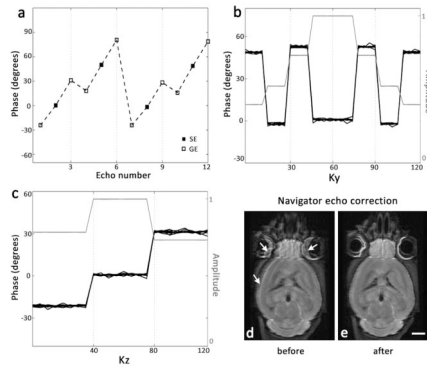 a
90
60
30
0
-30
-60
Phase (degrees)
3
6
9
12
Echo number
SE
GE
b
90
60
30
0
-30
Phase (degrees)
0
30
60
90
120
Ky
1
0
c
60
30
0
-30
Phase (degrees)
40
80
120
Kz
1
0
Amplitude
Navigator echo correction
d
e
before
after